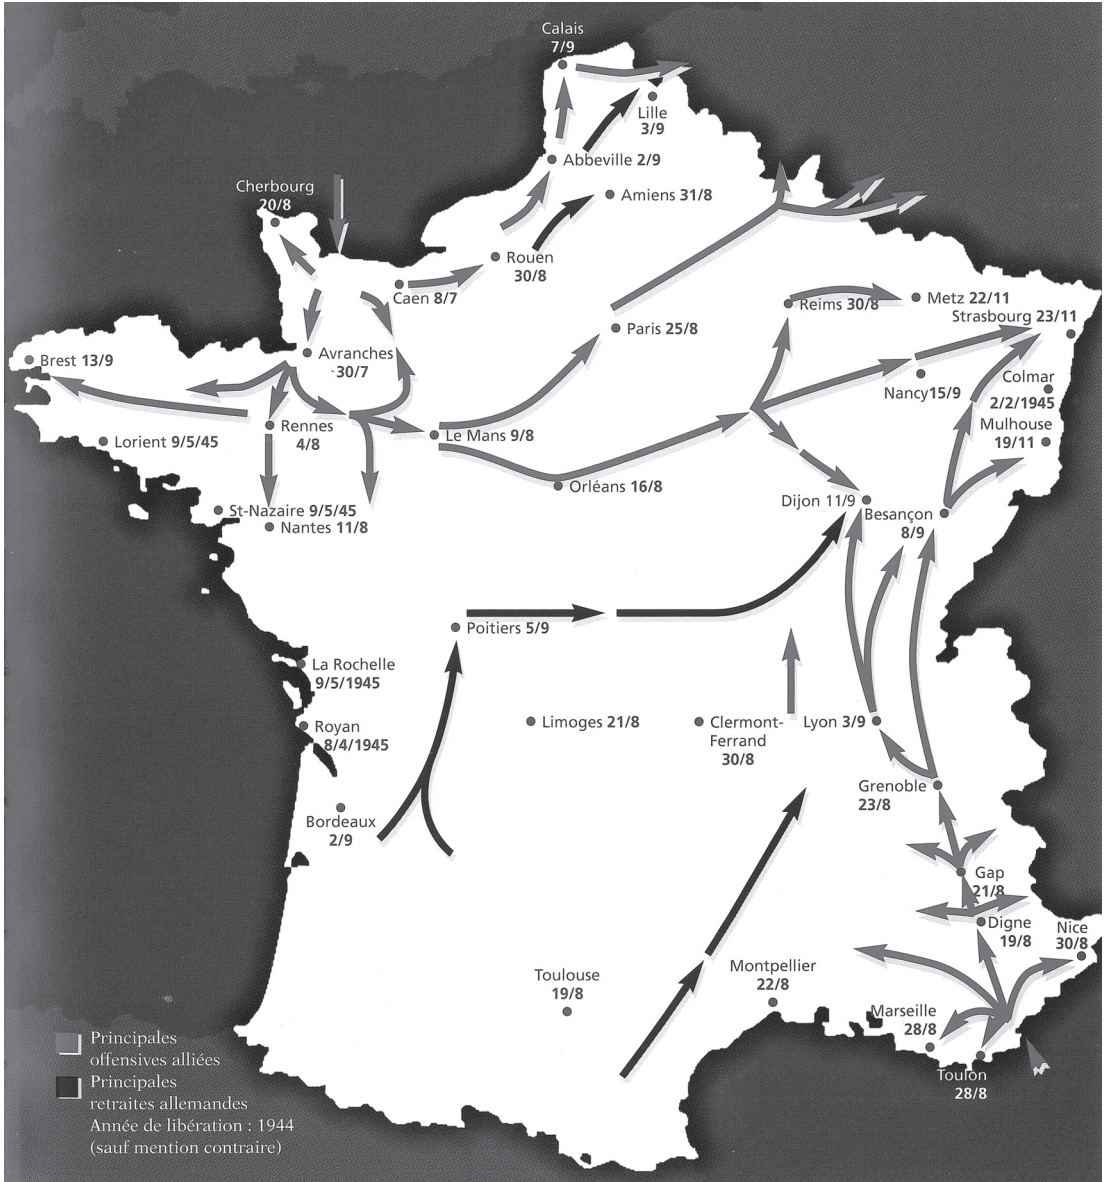 Calais
7/9
Lille
3/9
Abbeville 2/9
Cherbourg
20/8
Amiens 31/8
Rouen
30/8
Caen 8/7
Reims 30/8
Metz 22/11
Strasbourg 23/11
Paris 25/8
Avranches
30/7
Brest 13/9
Nancy 15/9
Colmar
2/2/1945
Rennes
4/8
Le Mans 9/8
Mulhouse
19/11
Lorient 9/5/45
Orléans 16/8
St-Nazaire 9/5/45
Nantes 11/8
Dijon 11/9
Besançon
8/9
Poitiers 5/9
La Rochelle
9/5/1945
Royan
8/4/1945
Limoges 21/8
Clermont-
Ferrand
30/8
Lyon 3/9
Grenoble
23/8
Bordeaux
2/9
Gap
21/8
Digne
19/8
Nice
30/8
Toulouse
19/8
Montpellier
22/8
Marseille
28/8
Toulon
28/8
Principales
offensives alliées
Principales
retraites allemandes
Année de libération : 1944
(sauf mention contraire)